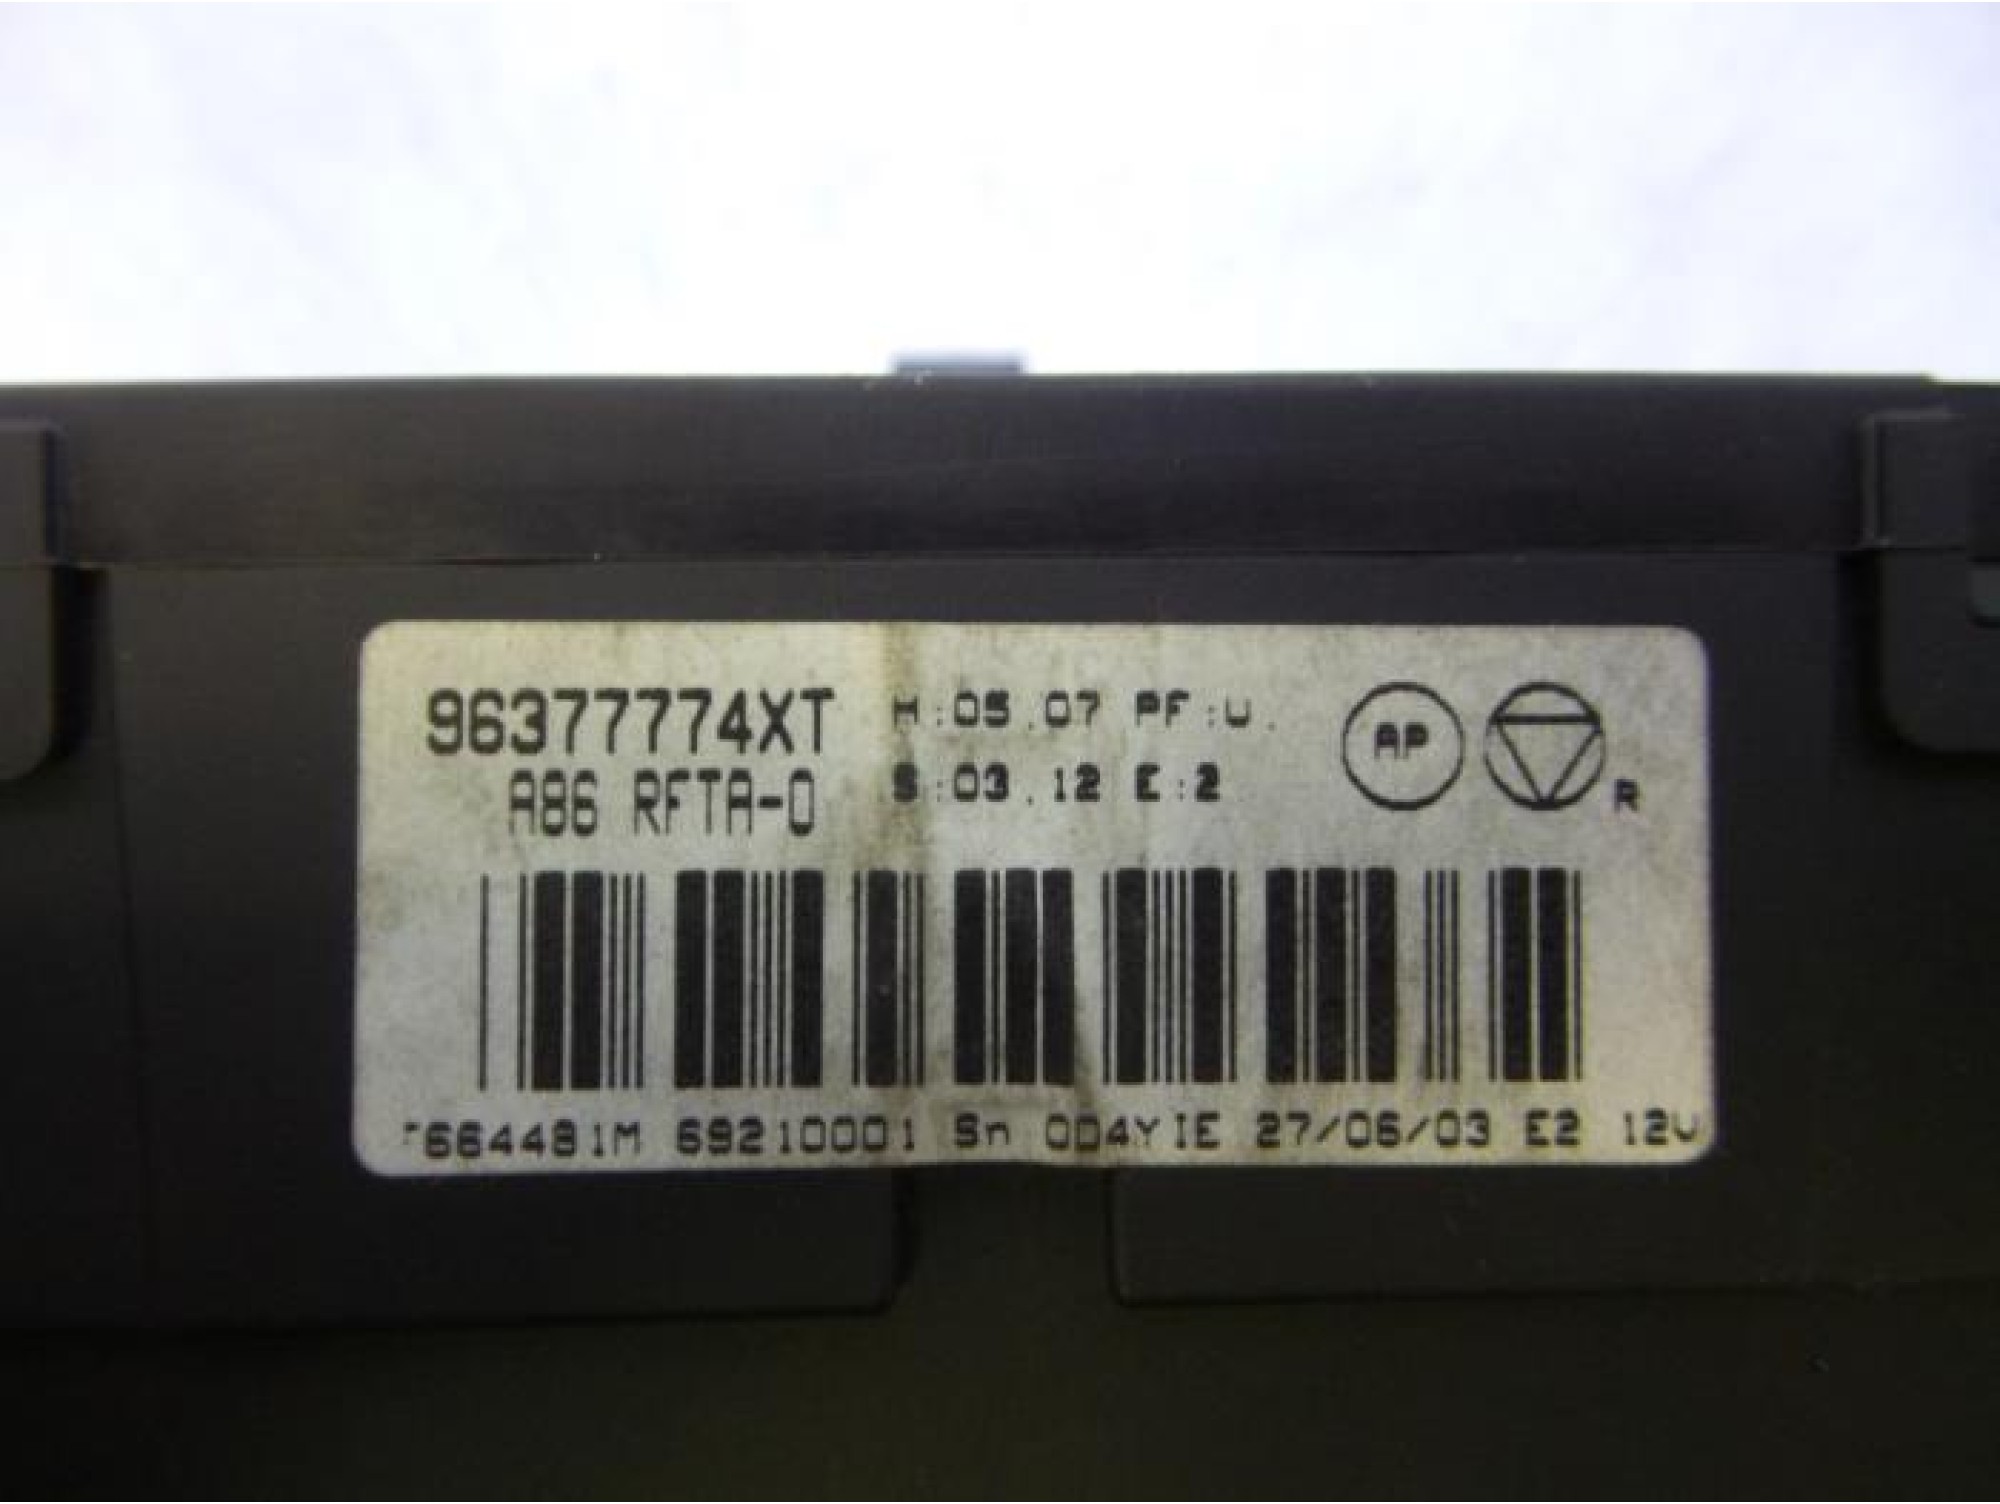 96377774XT H:05.07 PF:U.
A86 RFTA-0 S:03.12 E:2
AP
R
664481M 69210001 Sn 0D4YIE 27/06/03 E2 12V